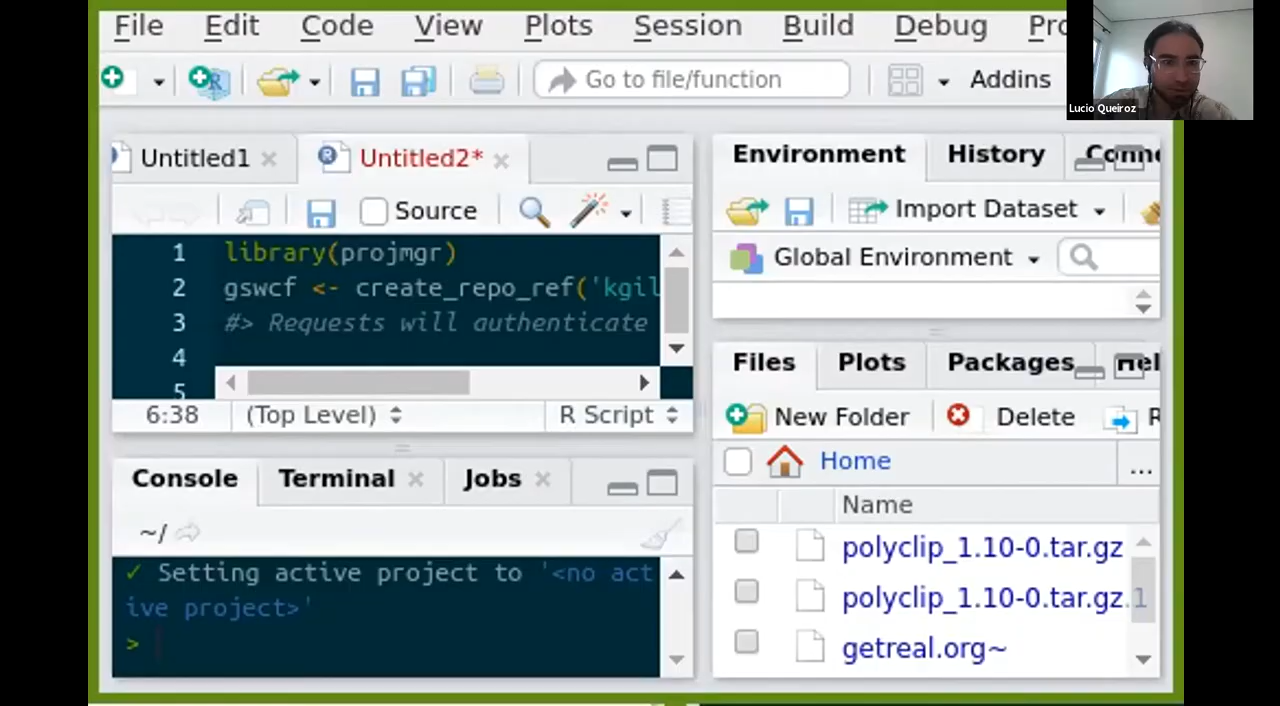 File Edit Code View Plots Session Build Debug
Lucio Queiroz
Go to file/function Addins
Untitled1 Untitled2*
Source
1 library(projmgr)
2 gswcf <- create_repo_ref('kgil
3 #> Requests will authenticate
4
5
6:38 (Top Level) R Script
Console Terminal Jobs
~/
✓ Setting active project to '<no act
ive project>'
>
Environment History Conne
Import Dataset
Global Environment
Files Plots Packages Hel
New Folder Delete R
Home ...
Name
polyclip_1.10-0.tar.gz
polyclip_1.10-0.tar.gz.1
getreal.org~